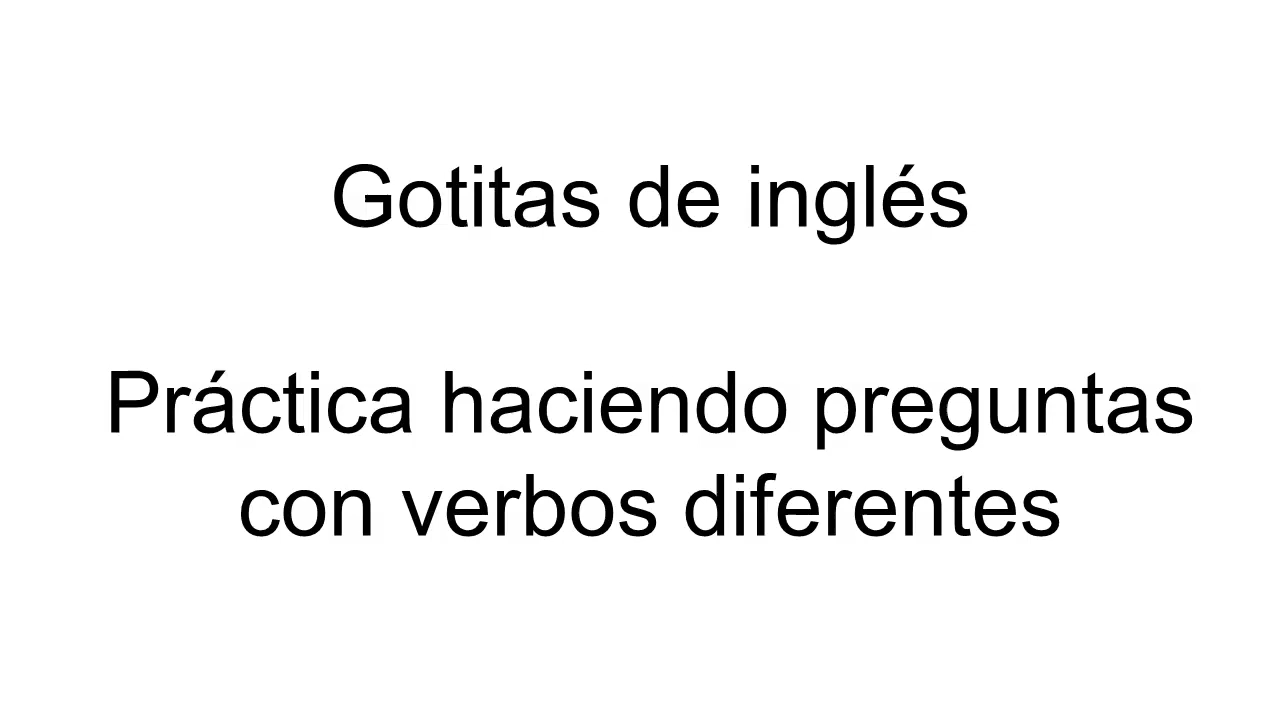 Gotitas de inglés
Práctica haciendo preguntas
con verbos diferentes